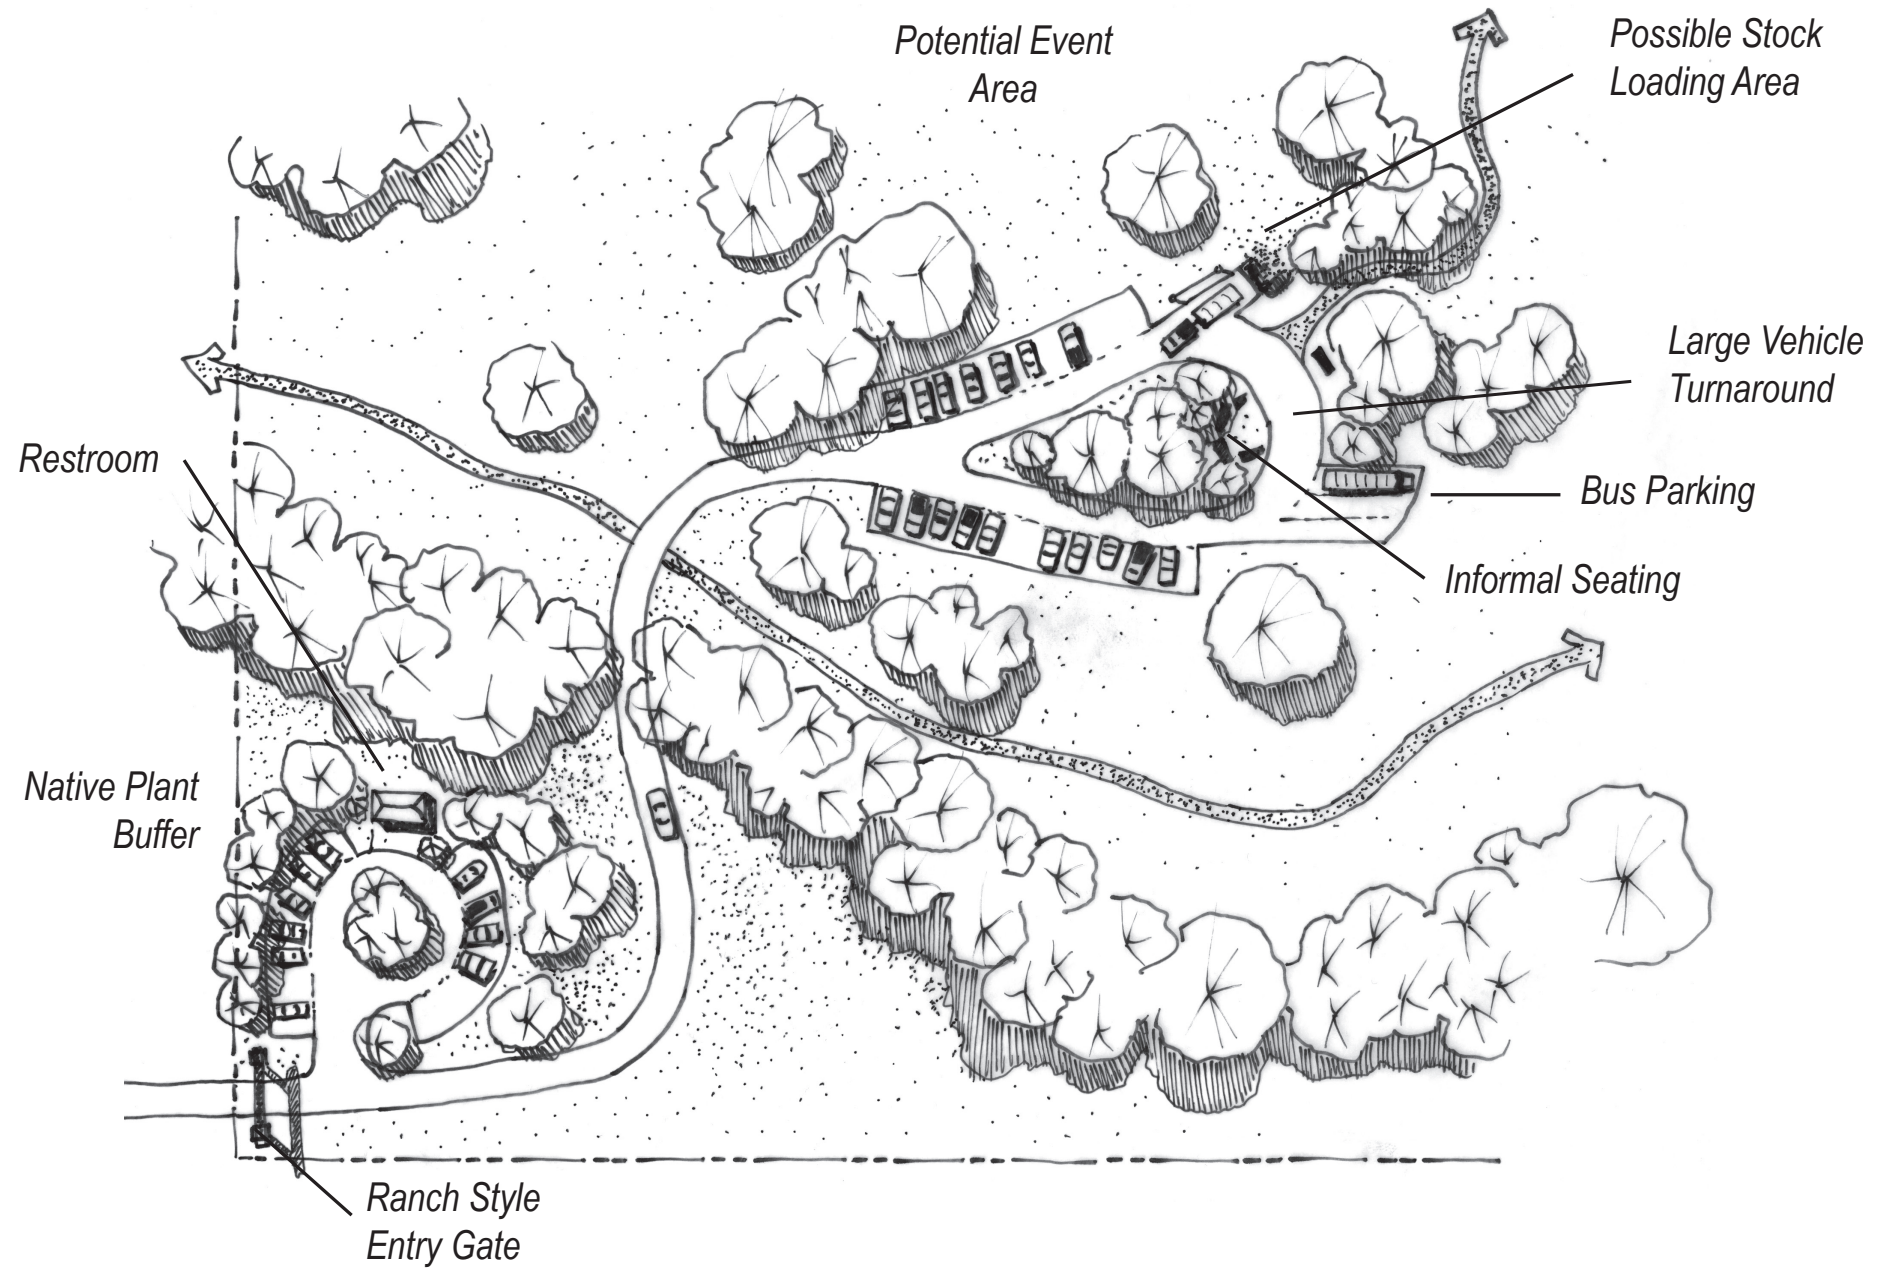 Potential Event
Area
Possible Stock
Loading Area
Large Vehicle
Turnaround
Restroom
Bus Parking
Informal Seating
Native Plant
Buffer
Ranch Style
Entry Gate